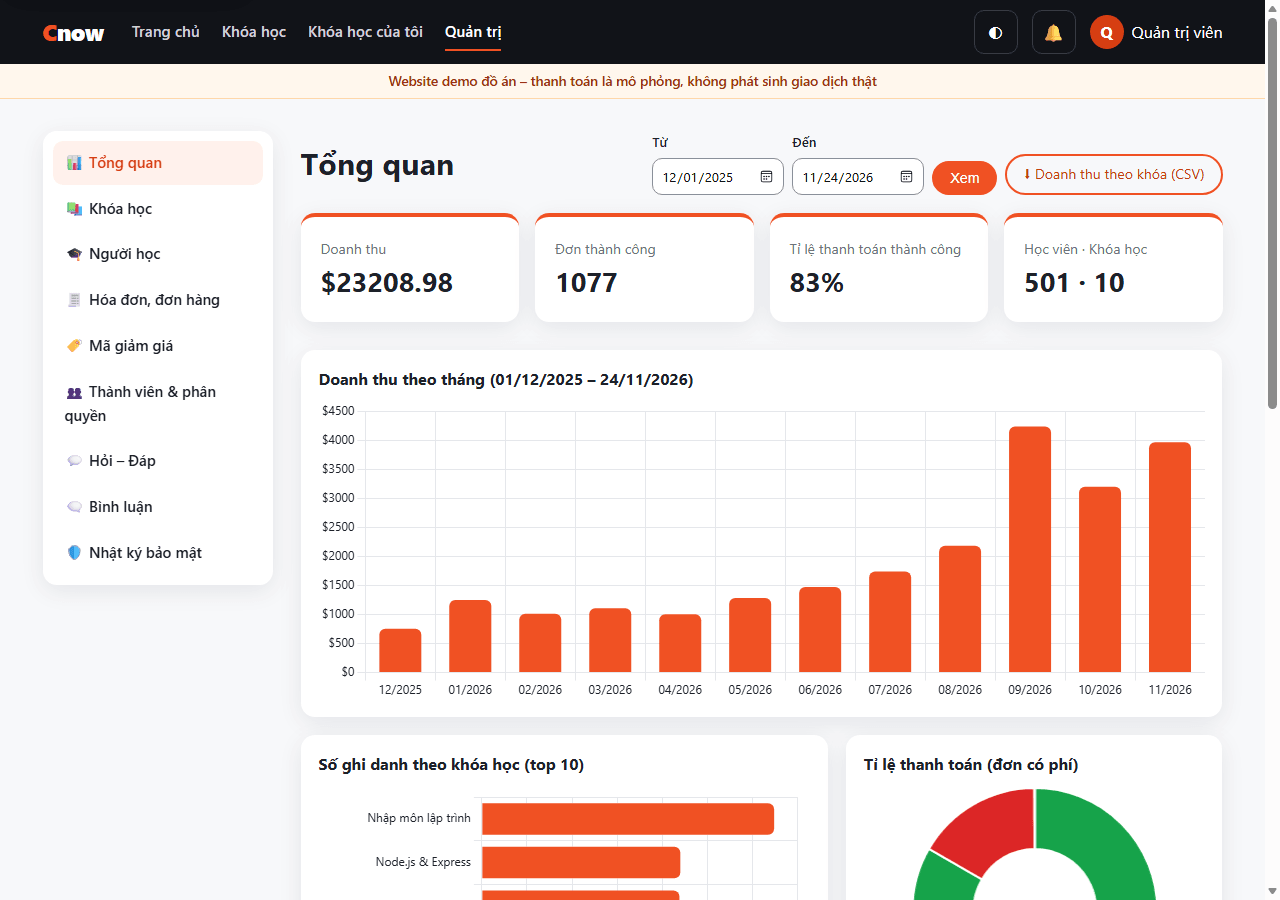 Cnow
Trang chủ
Khóa học
Khóa học của tôi
Quản trị
Q
Quản trị viên
Website demo đồ án – thanh toán là mô phỏng, không phát sinh giao dịch thật
Tổng quan
Khóa học
Người học
Hóa đơn, đơn hàng
Mã giảm giá
Thành viên & phân
quyền
Hỏi – Đáp
Bình luận
Nhật ký bảo mật
Tổng quan
Từ
12/01/2025
Đến
11/24/2026
Xem
⬇ Doanh thu theo khóa (CSV)
Doanh thu
$23208.98
Đơn thành công
1077
Tỉ lệ thanh toán thành công
83%
Học viên · Khóa học
501 · 10
Doanh thu theo tháng (01/12/2025 – 24/11/2026)
$4500
$4000
$3500
$3000
$2500
$2000
$1500
$1000
$500
$0
12/2025
01/2026
02/2026
03/2026
04/2026
05/2026
06/2026
07/2026
08/2026
09/2026
10/2026
11/2026
Số ghi danh theo khóa học (top 10)
Nhập môn lập trình
Node.js & Express
Tỉ lệ thanh toán (đơn có phí)